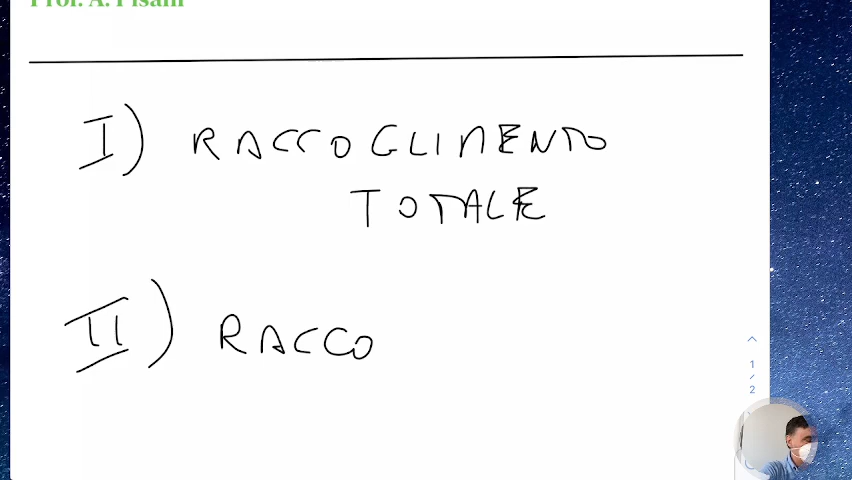 Prof. A. Pisani
I) RACCOGLIMENTO
TOTALE
II) RACCO
1
/
2